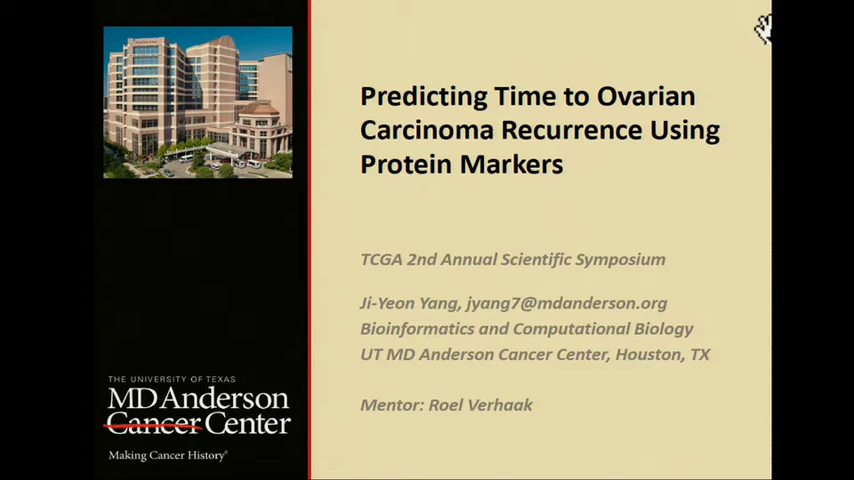 Predicting Time to Ovarian
Carcinoma Recurrence Using
Protein Markers
TCGA 2nd Annual Scientific Symposium
Ji-Yeon Yang, jyang7@mdanderson.org
Bioinformatics and Computational Biology
UT MD Anderson Cancer Center, Houston, TX
Mentor: Roel Verhaak
THE UNIVERSITY OF TEXAS
MD Anderson
Cancer Center
Making Cancer History®